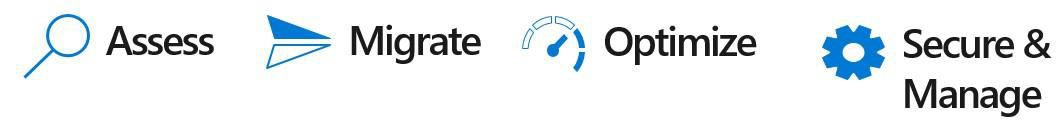 Assess
Migrate
Optimize
Secure &
Manage